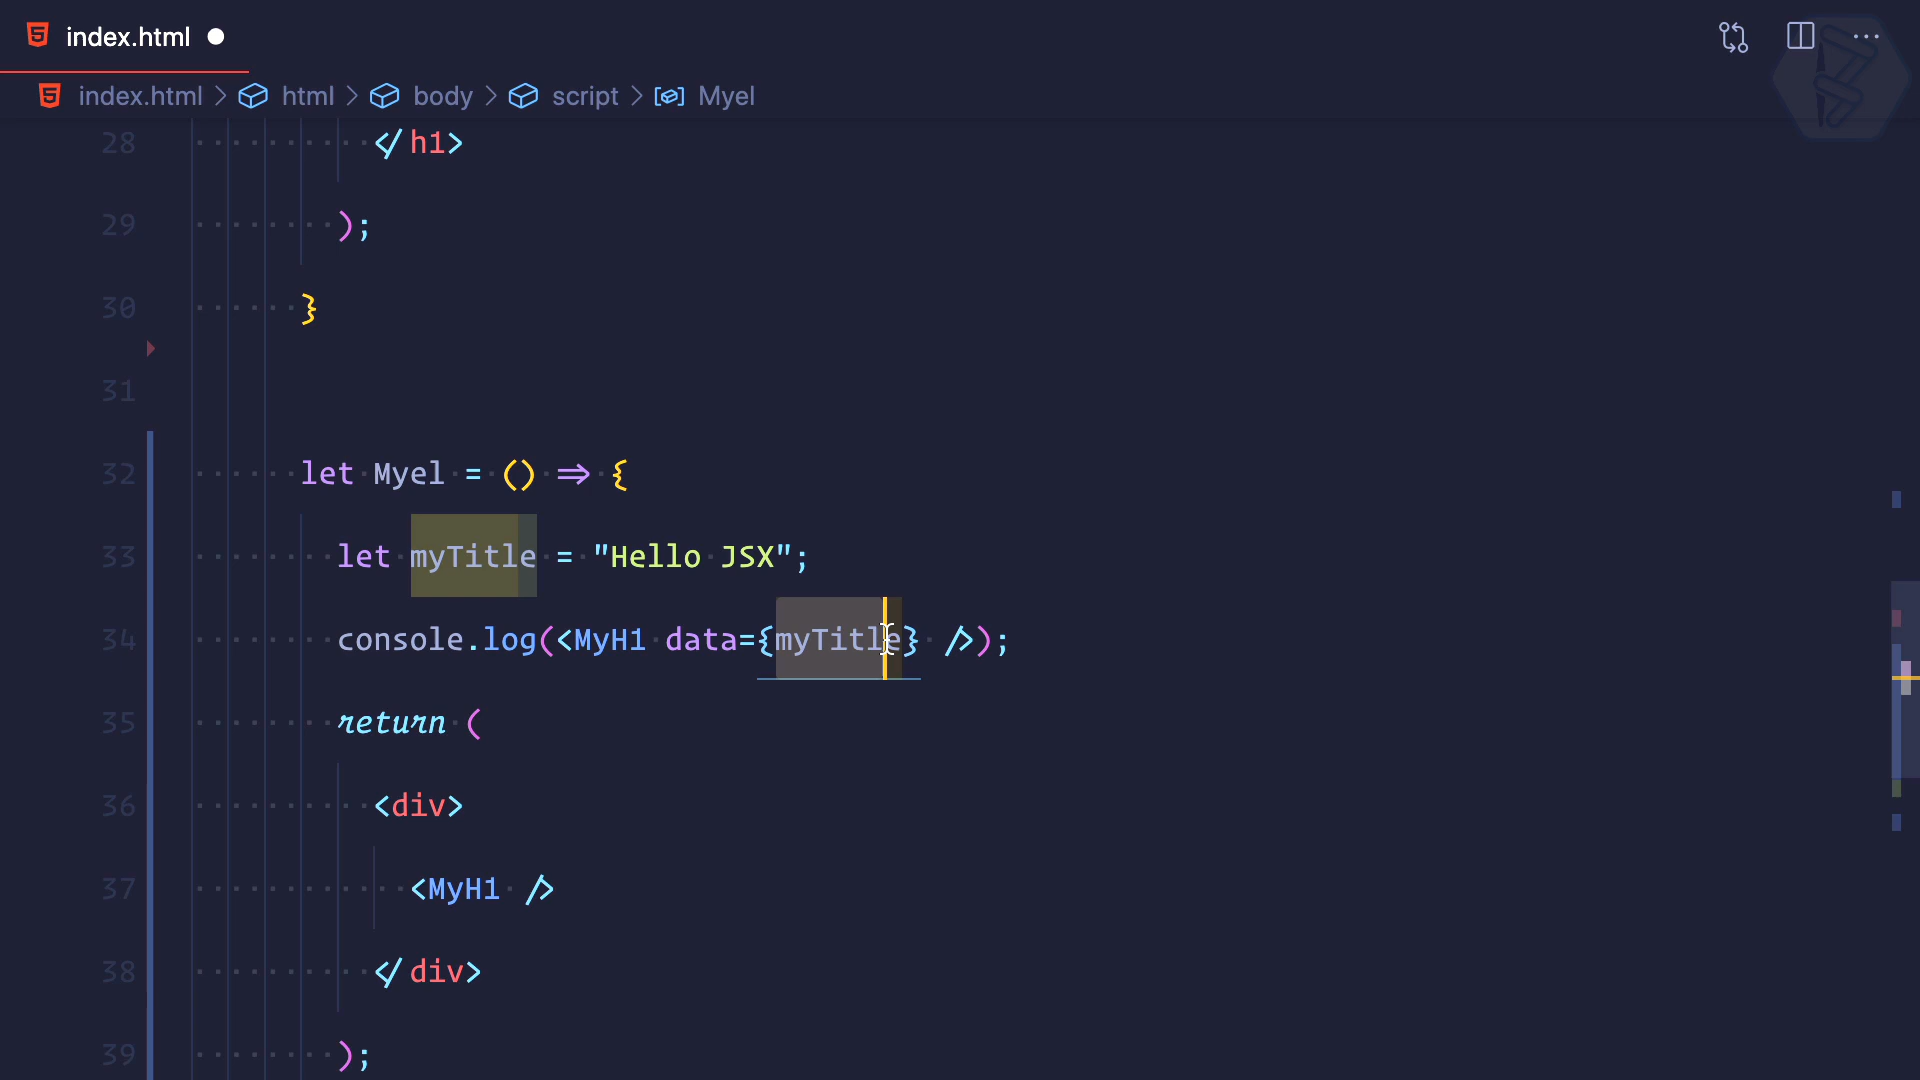 index.html
index.html > html > body > script > Myel
28 </h1>
29 );
30 }
31
32 let Myel = () => {
33 let myTitle = "Hello JSX";
34 console.log(<MyH1 data={myTitle} />);
35 return (
36 <div>
37 <MyH1 />
38 </div>
39 );